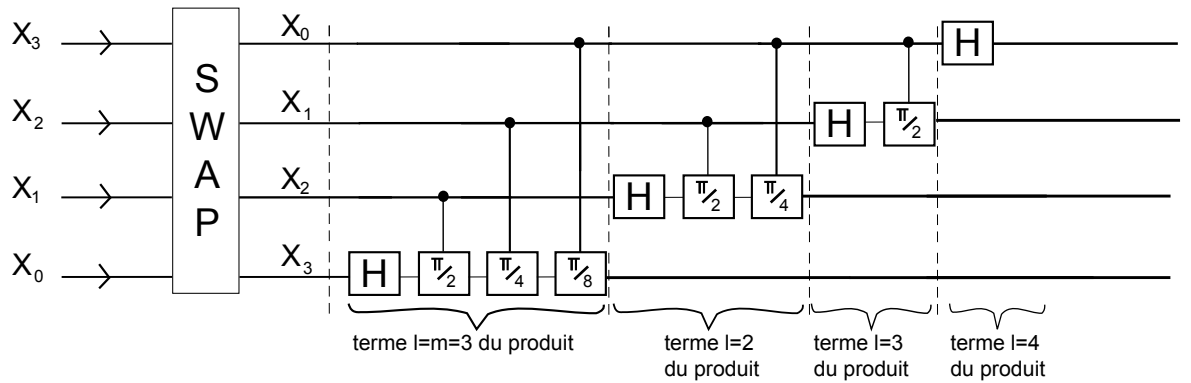 X₃ X₀ H
X₂ X₁ H π/2
X₁ X₂ H π/2 π/4
X₀ X₃ H π/2 π/4 π/8
S
W
A
P
terme l=m=3 du produit
terme l=2
du produit
terme l=3
du produit
terme l=4
du produit